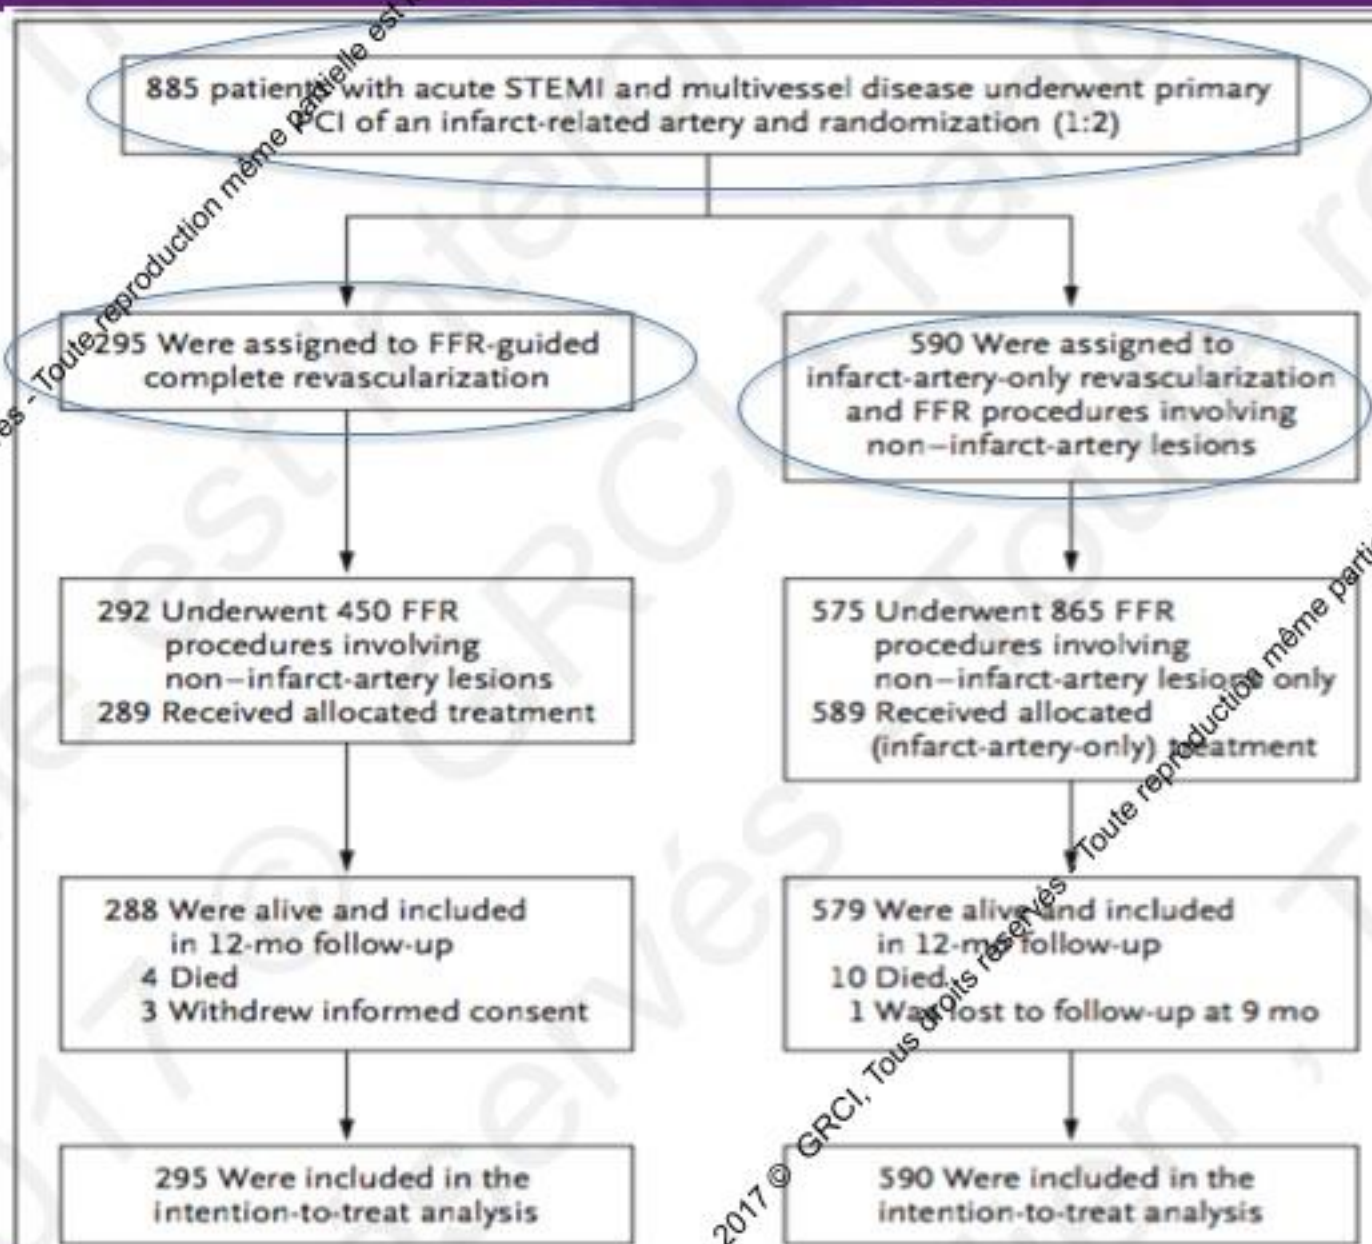 885 patients with acute STEMI and multivessel disease underwent primary
PCI of an infarct-related artery and randomization (1:2)
295 Were assigned to FFR-guided
complete revascularization
590 Were assigned to
infarct-artery-only revascularization
and FFR procedures involving
non–infarct-artery lesions
292 Underwent 450 FFR
procedures involving
non–infarct-artery lesions
289 Received allocated treatment
575 Underwent 865 FFR
procedures involving
non–infarct-artery lesions only
589 Received allocated
(infarct-artery-only) treatment
288 Were alive and included
in 12-mo follow-up
4 Died
3 Withdrew informed consent
579 Were alive and included
in 12-mo follow-up
10 Died
1 Was lost to follow-up at 9 mo
295 Were included in the
intention-to-treat analysis
590 Were included in the
intention-to-treat analysis
- Toute reproduction même partielle est
2017 © GRCI, Tous droits réservés - Toute reproduction même